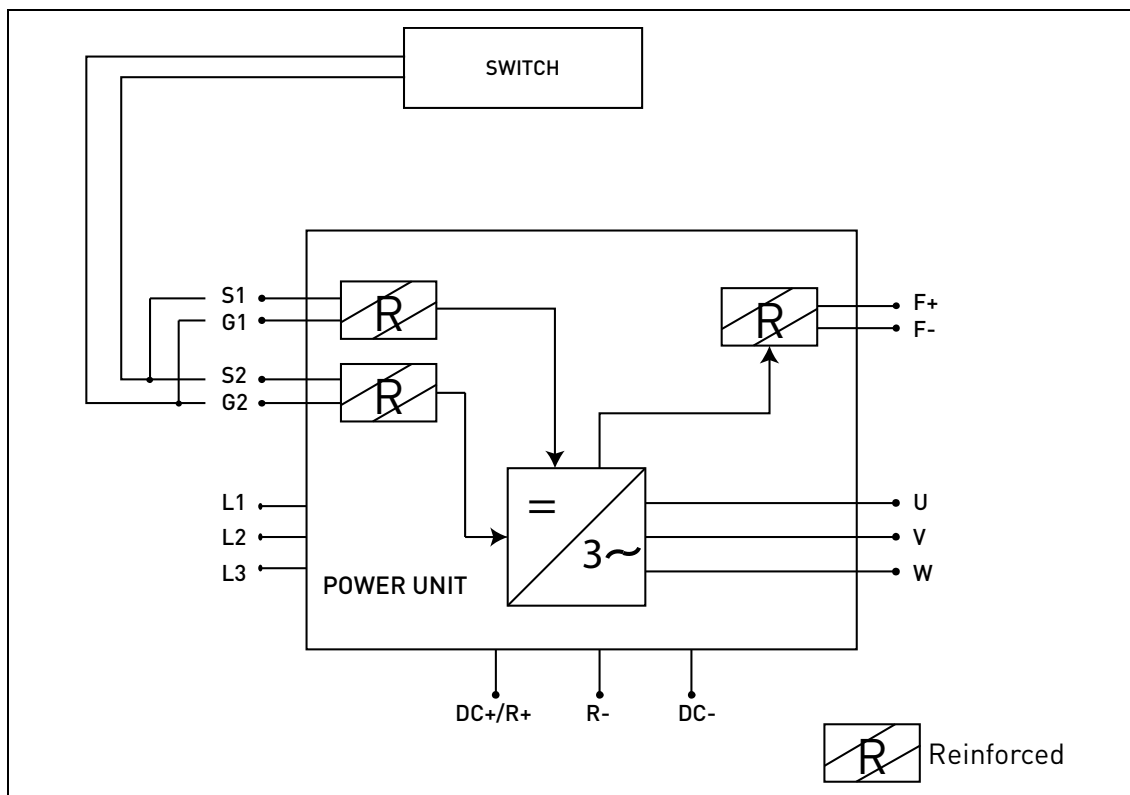 SWITCH
S1
G1
S2
G2
R
R
R
F+
F-
L1
L2
L3
=
3~
U
V
W
POWER UNIT
DC+/R+
R-
DC-
R
Reinforced